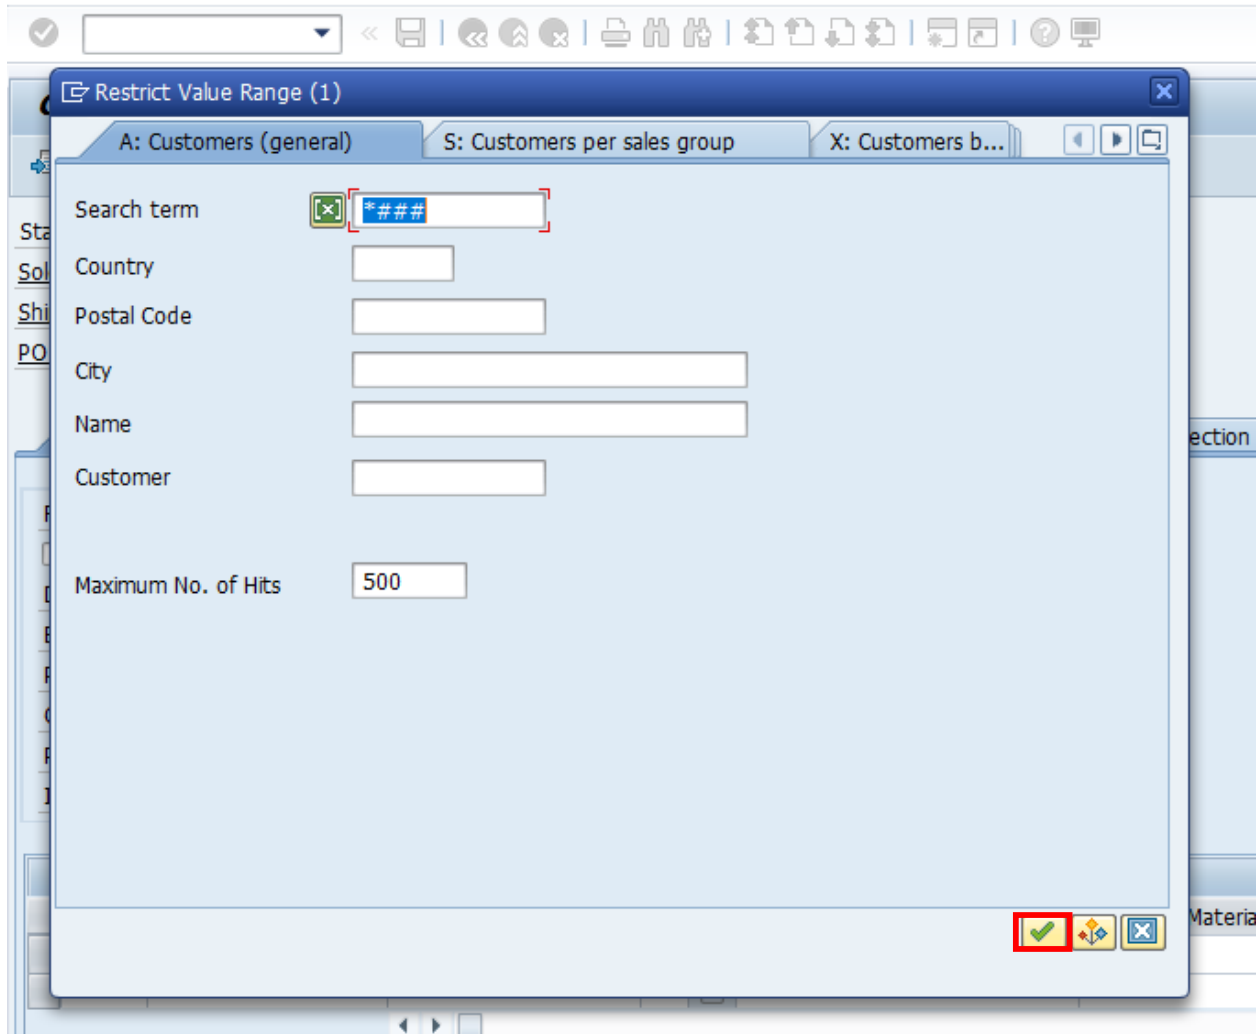 Restrict Value Range (1)
A: Customers (general)
S: Customers per sales group
X: Customers b...
Search term
*###
Sta
Country
Sol
Shi
Postal Code
PO
City
Name
ection
Customer
Maximum No. of Hits
500
Materia